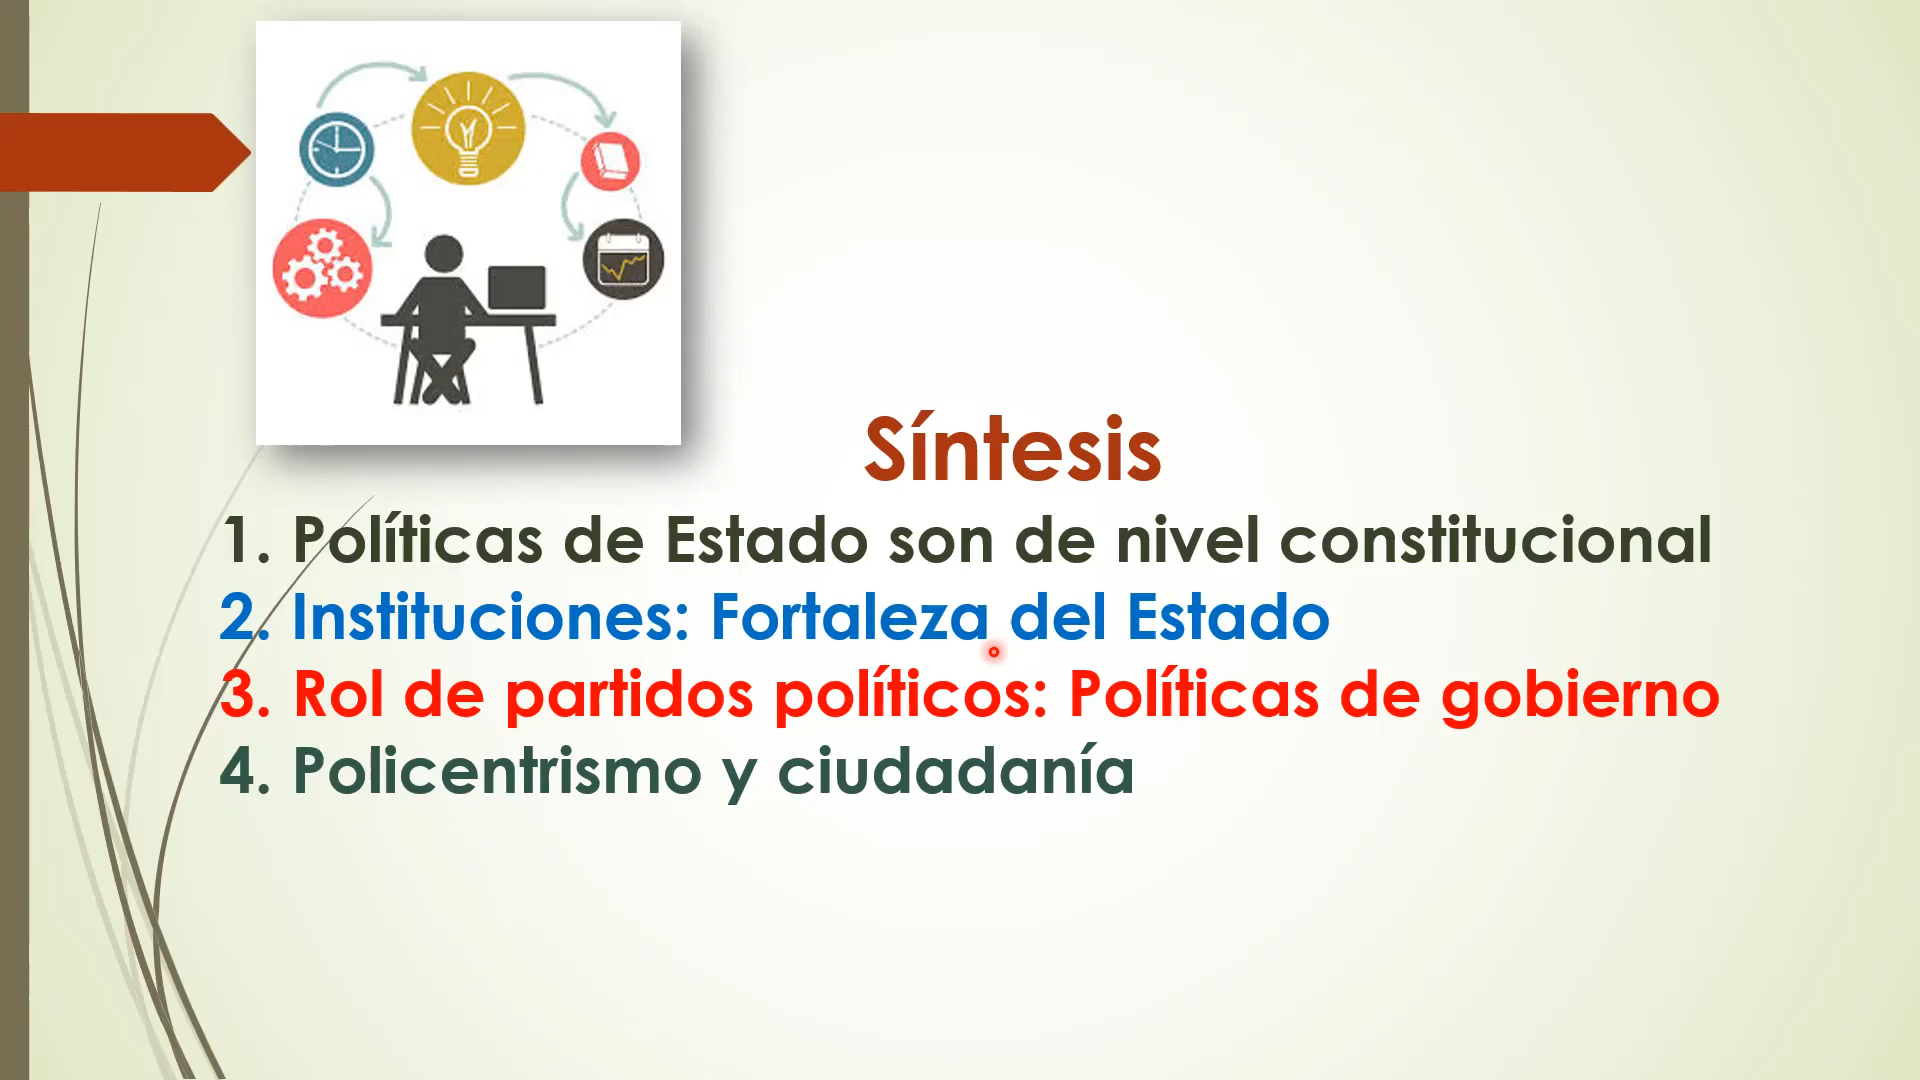 Síntesis
1. Políticas de Estado son de nivel constitucional
2. Instituciones: Fortaleza del Estado
3. Rol de partidos políticos: Políticas de gobierno
4. Policentrismo y ciudadanía